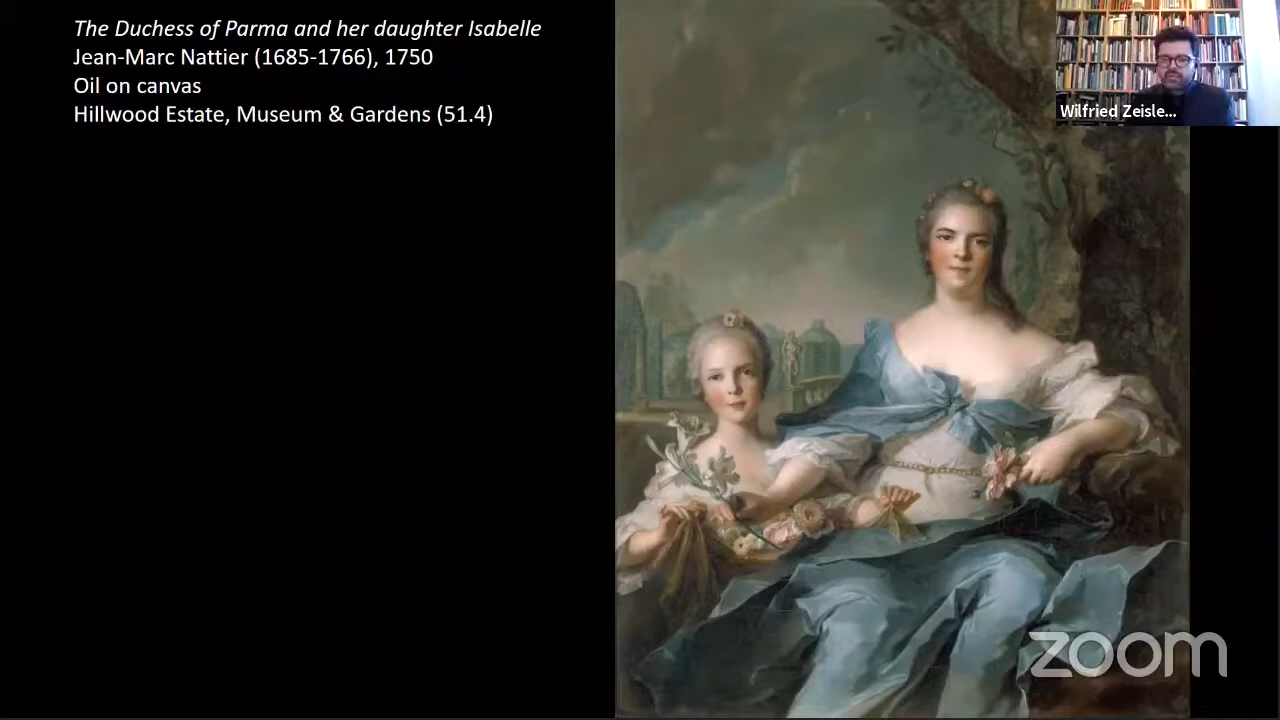 The Duchess of Parma and her daughter Isabelle
Jean-Marc Nattier (1685-1766), 1750
Oil on canvas
Hillwood Estate, Museum & Gardens (51.4)
Wilfried Zeisle...
zoom